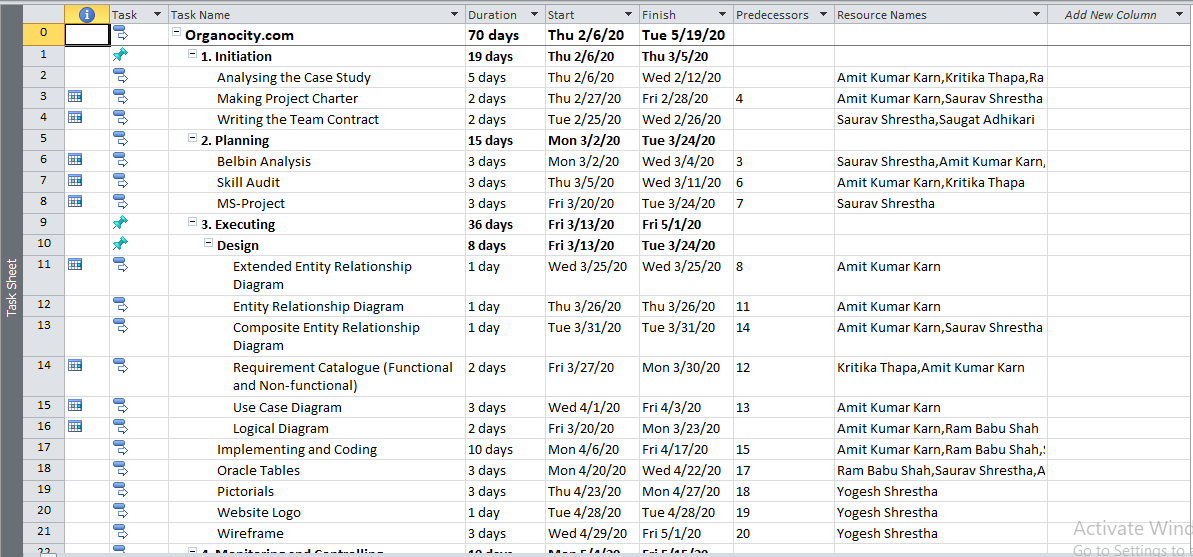 Task Task Name Duration Start Finish Predecessors Resource Names Add New Column
0 Organocity.com 70 days Thu 2/6/20 Tue 5/19/20
1 1. Initiation 19 days Thu 2/6/20 Thu 3/5/20
2 Analysing the Case Study 5 days Thu 2/6/20 Wed 2/12/20 Amit Kumar Karn,Kritika Thapa,Ra
3 Making Project Charter 2 days Thu 2/27/20 Fri 2/28/20 4 Amit Kumar Karn,Saurav Shrestha
4 Writing the Team Contract 2 days Tue 2/25/20 Wed 2/26/20 Saurav Shrestha,Saugat Adhikari
5 2. Planning 15 days Mon 3/2/20 Tue 3/24/20
6 Belbin Analysis 3 days Mon 3/2/20 Wed 3/4/20 3 Saurav Shrestha,Amit Kumar Karn,
7 Skill Audit 3 days Thu 3/5/20 Wed 3/11/20 6 Amit Kumar Karn,Kritika Thapa
8 MS-Project 3 days Fri 3/20/20 Tue 3/24/20 7 Saurav Shrestha
9 3. Executing 36 days Fri 3/13/20 Fri 5/1/20
10 Design 8 days Fri 3/13/20 Tue 3/24/20
11 Extended Entity Relationship 1 day Wed 3/25/20 Wed 3/25/20 8 Amit Kumar Karn
Diagram
12 Entity Relationship Diagram 1 day Thu 3/26/20 Thu 3/26/20 11 Amit Kumar Karn
13 Composite Entity Relationship 1 day Tue 3/31/20 Tue 3/31/20 14 Amit Kumar Karn,Saurav Shrestha
Diagram
14 Requirement Catalogue (Functional 2 days Fri 3/27/20 Mon 3/30/20 12 Kritika Thapa,Amit Kumar Karn
and Non-functional)
15 Use Case Diagram 3 days Wed 4/1/20 Fri 4/3/20 13 Amit Kumar Karn
16 Logical Diagram 2 days Fri 3/20/20 Mon 3/23/20 Amit Kumar Karn,Ram Babu Shah
17 Implementing and Coding 10 days Mon 4/6/20 Fri 4/17/20 15 Amit Kumar Karn,Ram Babu Shah,
18 Oracle Tables 3 days Mon 4/20/20 Wed 4/22/20 17 Ram Babu Shah,Saurav Shrestha,A
19 Pictorials 3 days Thu 4/23/20 Mon 4/27/20 18 Yogesh Shrestha
20 Website Logo 1 day Tue 4/28/20 Tue 4/28/20 19 Yogesh Shrestha
21 Wireframe 3 days Wed 4/29/20 Fri 5/1/20 20 Yogesh Shrestha
22 4. Monitoring and Controlling 10 days Mon 5/4/20 Fri 5/15/20
Task Sheet
Activate Wind
Go to Settings to a